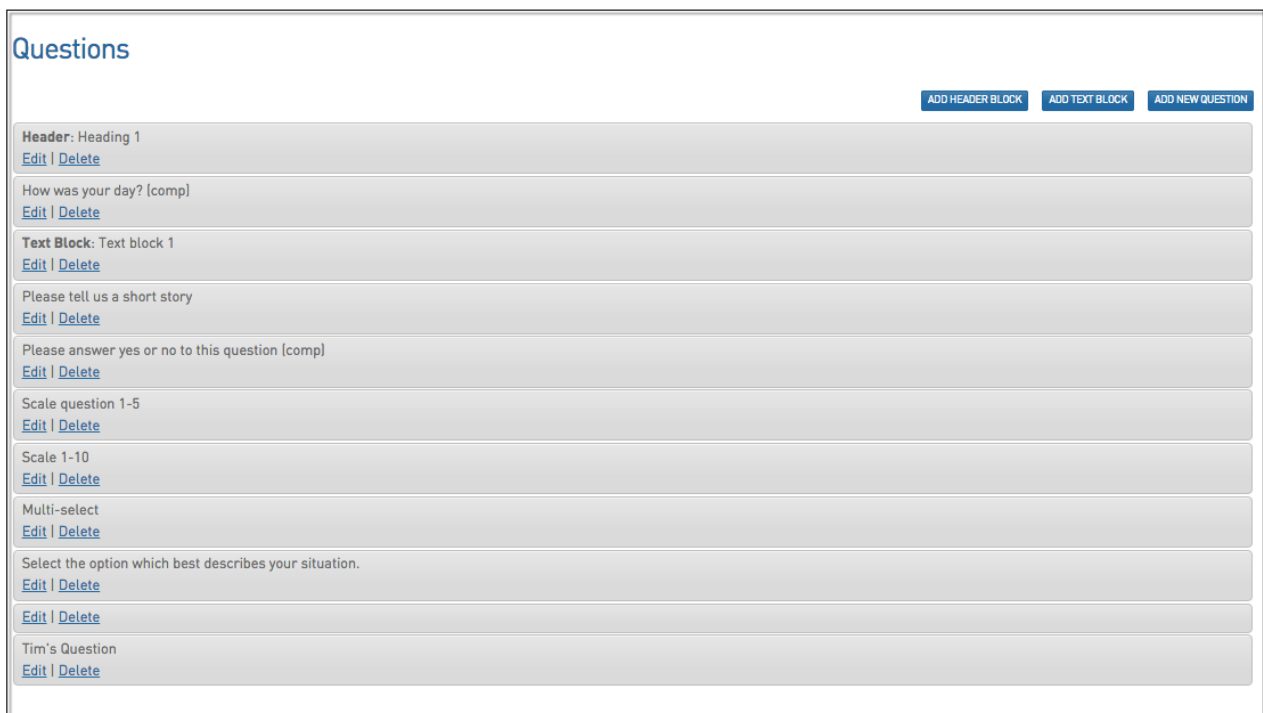 Questions
ADD HEADER BLOCK ADD TEXT BLOCK ADD NEW QUESTION
Header: Heading 1
Edit | Delete
How was your day? (comp)
Edit | Delete
Text Block: Text block 1
Edit | Delete
Please tell us a short story
Edit | Delete
Please answer yes or no to this question (comp)
Edit | Delete
Scale question 1-5
Edit | Delete
Scale 1-10
Edit | Delete
Multi-select
Edit | Delete
Select the option which best describes your situation.
Edit | Delete
Edit | Delete
Tim's Question
Edit | Delete